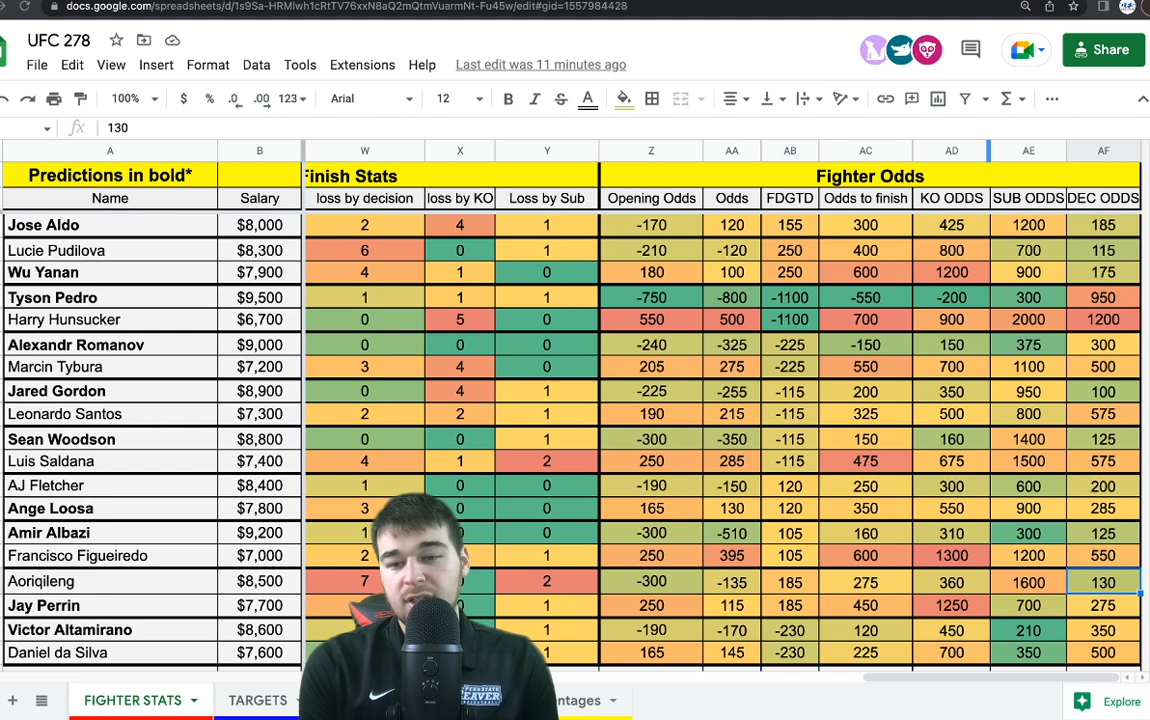 docs.google.com/spreadsheets/d/1s9Sa-HRMlwh1cRtTV76xxN8aQ2mQtmVuarmNt-Fu45w/edit#gid=1557984428
UFC 278
File Edit View Insert Format Data Tools Extensions Help Last edit was 11 minutes ago
Share
100% $ % .0 .00 123 Arial 12 B I S A
fx 130
A B W X Y Z AA AB AC AD AE AF
Predictions in bold* Finish Stats Fighter Odds
Name Salary loss by decision loss by KO Loss by Sub Opening Odds Odds FDGTD Odds to finish KO ODDS SUB ODDS DEC ODDS
Jose Aldo $8,000 2 4 1 -170 120 155 300 425 1200 185
Lucie Pudilova $8,300 6 0 1 -210 -120 250 400 800 700 115
Wu Yanan $7,900 4 1 0 180 100 250 600 1200 900 175
Tyson Pedro $9,500 1 1 1 -750 -800 -1100 -550 -200 300 950
Harry Hunsucker $6,700 0 5 0 550 500 -1100 700 900 2000 1200
Alexandr Romanov $9,000 0 0 0 -240 -325 -225 -150 150 375 300
Marcin Tybura $7,200 3 4 0 205 275 -225 550 700 1100 500
Jared Gordon $8,900 0 4 1 -225 -255 -115 200 350 950 100
Leonardo Santos $7,300 2 2 1 190 215 -115 325 500 800 575
Sean Woodson $8,800 0 0 1 -300 -350 -115 150 160 1400 125
Luis Saldana $7,400 4 1 2 250 285 -115 475 675 1500 575
AJ Fletcher $8,400 1 0 0 -190 -150 120 250 300 600 200
Ange Loosa $7,800 3 0 0 165 130 120 350 550 900 285
Amir Albazi $9,200 1 0 0 -300 -510 105 160 310 300 125
Francisco Figueiredo $7,000 2 1 250 395 105 600 1300 1200 550
Aoriqileng $8,500 7 2 -300 -135 185 275 360 1600 130
Jay Perrin $7,700 1 250 115 185 450 1250 700 275
Victor Altamirano $8,600 1 -190 -170 -230 120 450 210 350
Daniel da Silva $7,600 1 165 145 -230 225 700 350 500
FIGHTER STATS TARGETS ntages Explore